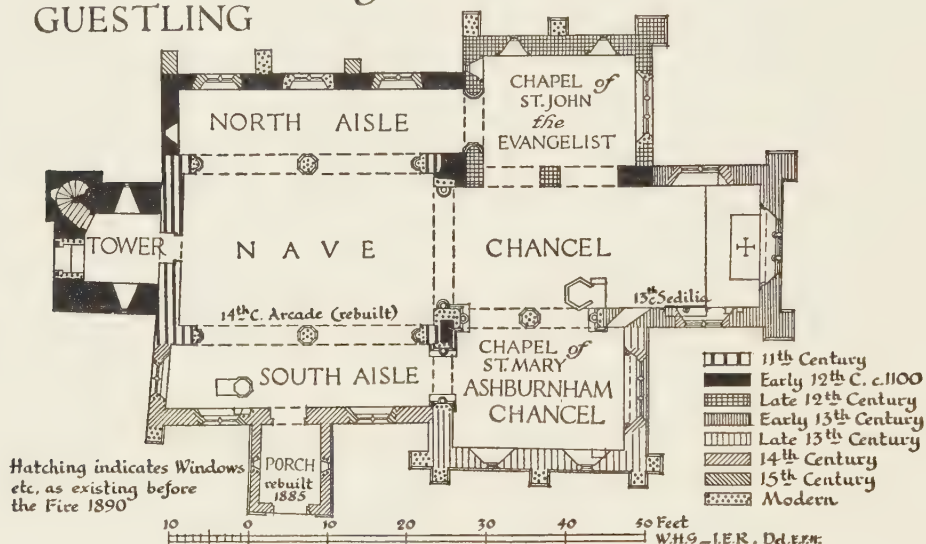 GUESTLING
CHAPEL of
ST. JOHN
the
EVANGELIST
NORTH AISLE
TOWER
NAVE
CHANCEL
14th C. Arcade (rebuilt)
13th c Sedilia
CHAPEL of
ST. MARY
ASHBURNHAM
CHANCEL
SOUTH AISLE
PORCH
rebuilt
1885
Hatching indicates Windows
etc, as existing before
the Fire 1890
11th Century
Early 12th C. c.1100
Late 12th Century
Early 13th Century
Late 13th Century
14th Century
15th Century
Modern
10 0 10 20 30 40 50 Feet
W.H.G.–I.E.R. Del.